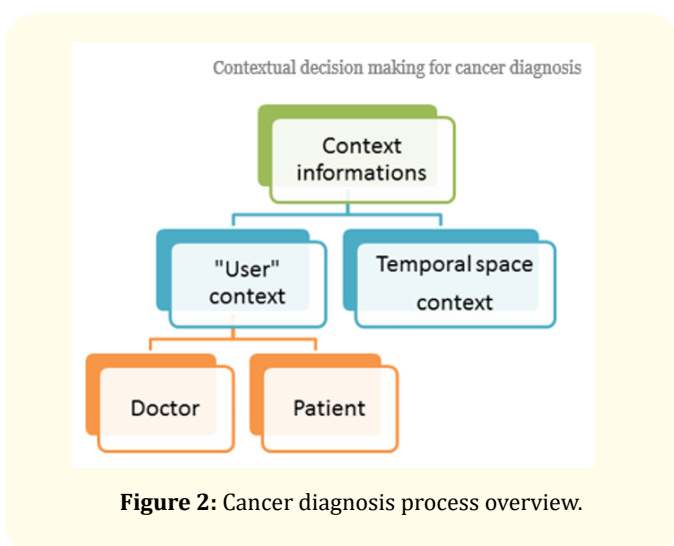 Contextual decision making for cancer diagnosis
Context
informations
"User"
context
Temporal space
context
Doctor
Patient
Figure 2: Cancer diagnosis process overview.